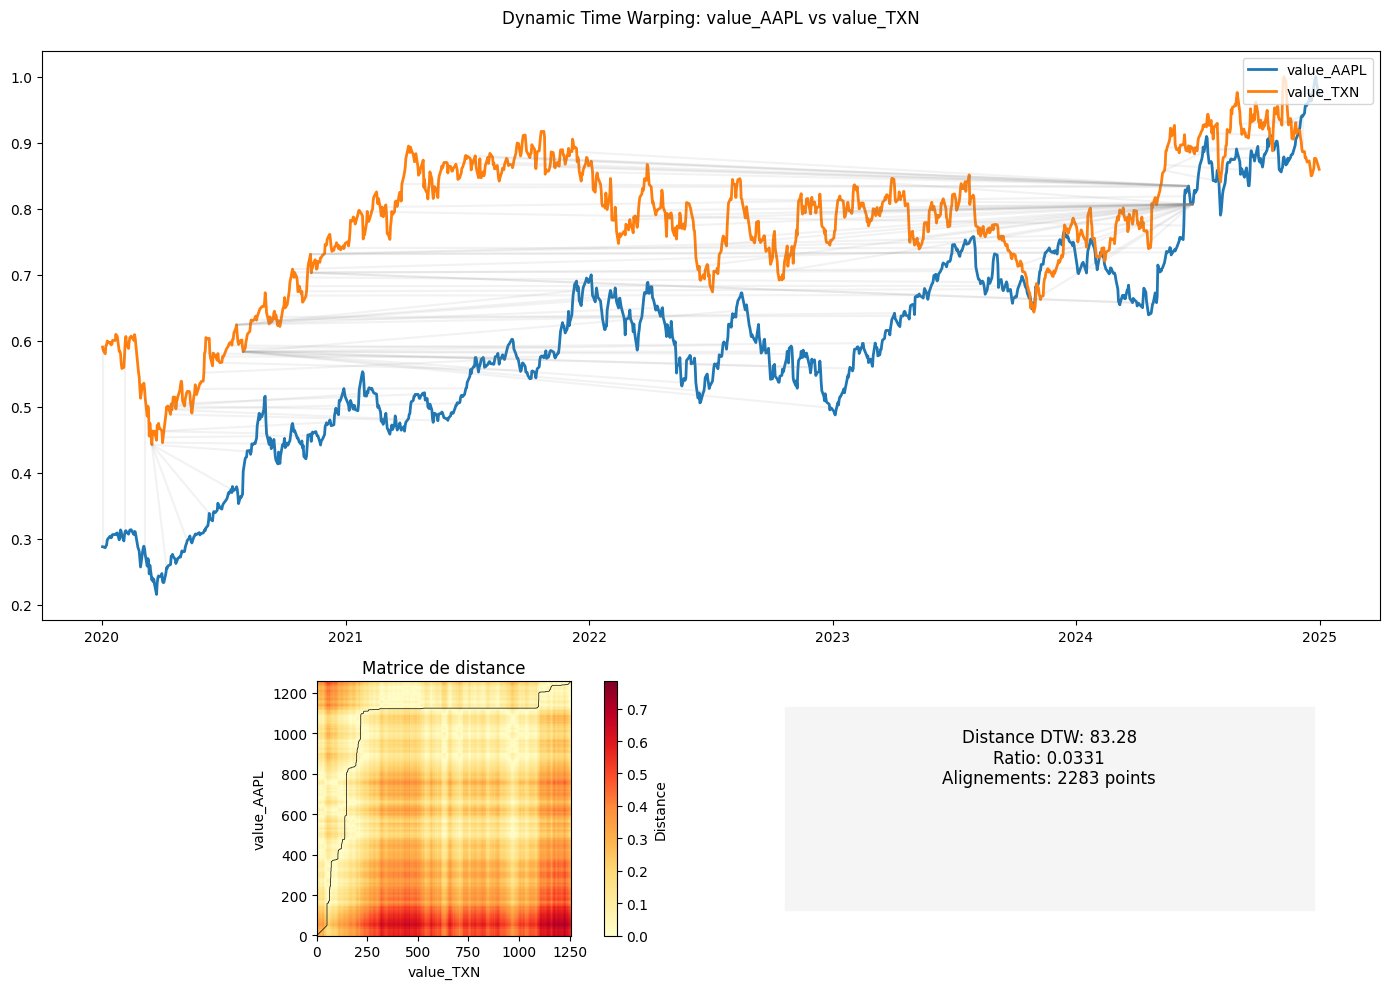 Dynamic Time Warping: value_AAPL vs value_TXN
value_AAPL
value_TXN
1.0
0.9
0.8
0.7
0.6
0.5
0.4
0.3
0.2
2020 2021 2022 2023 2024 2025
Matrice de distance
value_AAPL
1200
1000
800
600
400
200
0
0 250 500 750 1000 1250
value_TXN
0.7
0.6
0.5
0.4
0.3
0.2
0.1
0.0
Distance
Distance DTW: 83.28
Ratio: 0.0331
Alignements: 2283 points